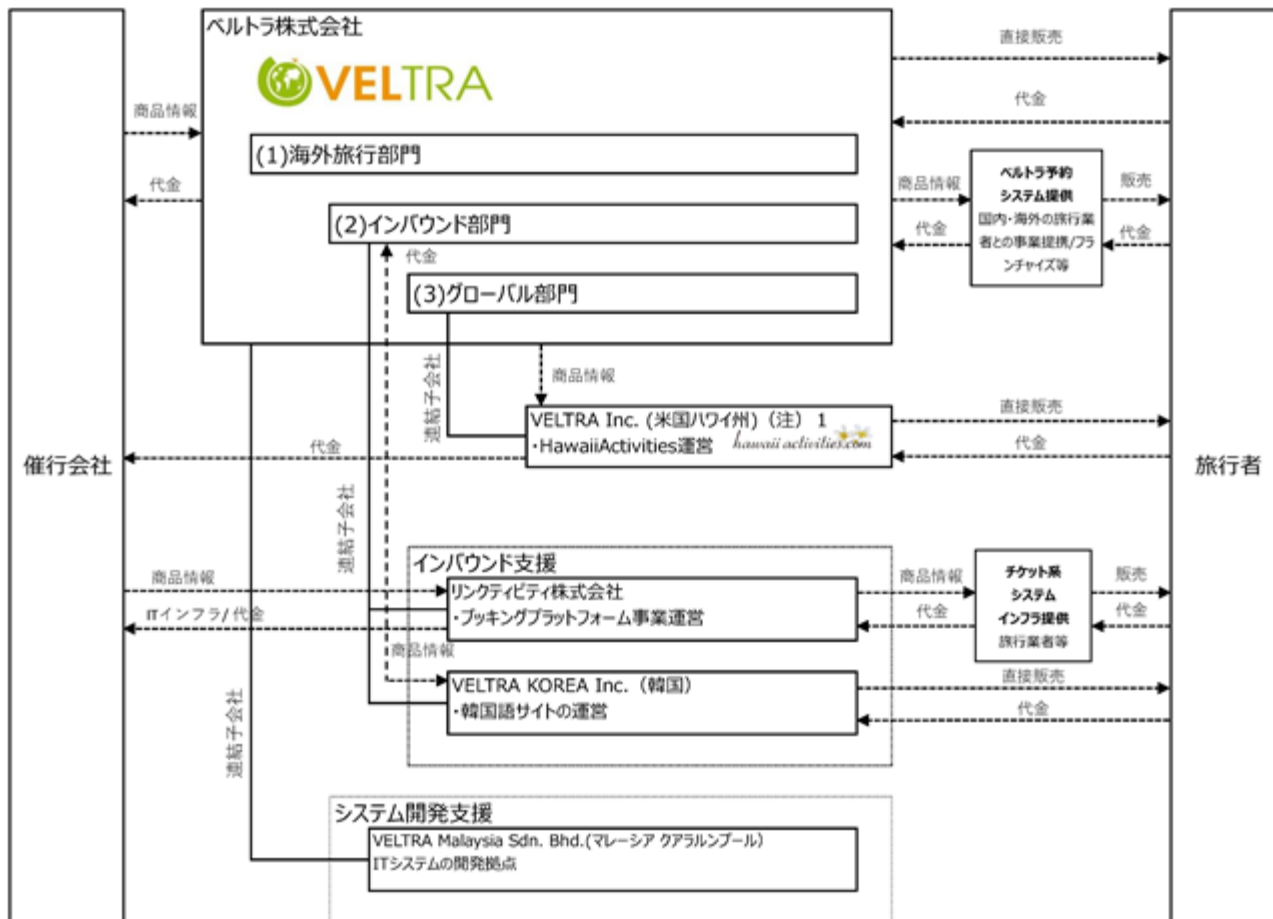 ベルトラ株式会社
VELTRA
直接販売
商品情報
代金
(1)海外旅行部門
代金
商品情報
ベルトラ予約
システム提供
国内・海外の旅行業
者との事業提携/フラ
ンチャイズ等
販売
代金
代金
(2)インバウンド部門
代金
(3)グローバル部門
連結子会社
商品情報
VELTRA Inc. (米国ハワイ州)（注）1
・HawaiiActivities運営
hawaii activities.com
直接販売
代金
代金
催行会社
旅行者
連結子会社
インバウンド支援
商品情報
リンクティビティ株式会社
・ブッキングプラットフォーム事業運営
ITインフラ/代金
商品情報
代金
チケット系
システム
インフラ提供
旅行業者等
販売
代金
商品情報
VELTRA KOREA Inc.（韓国）
・韓国語サイトの運営
直接販売
代金
連結子会社
システム開発支援
VELTRA Malaysia Sdn. Bhd.(マレーシア クアラルンプール）
ITシステムの開発拠点